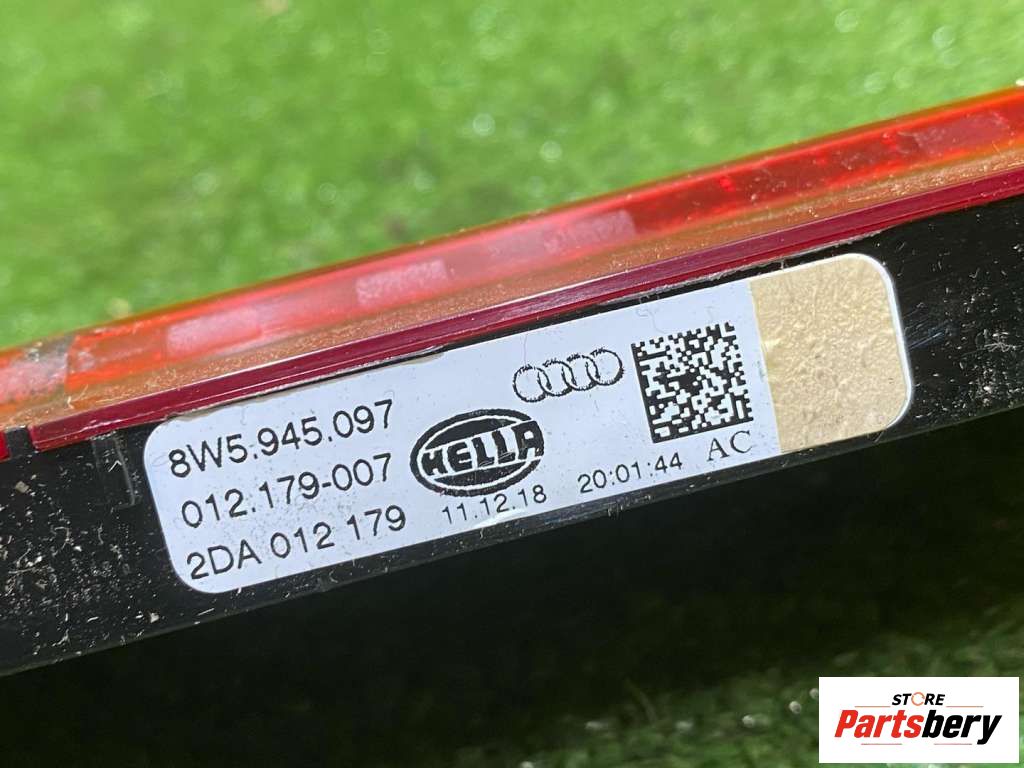 8W5.945.097
012.179-007
2DA 012 179
HELLA
11.12.18 20:01:44 AC
STORE
Partsbery